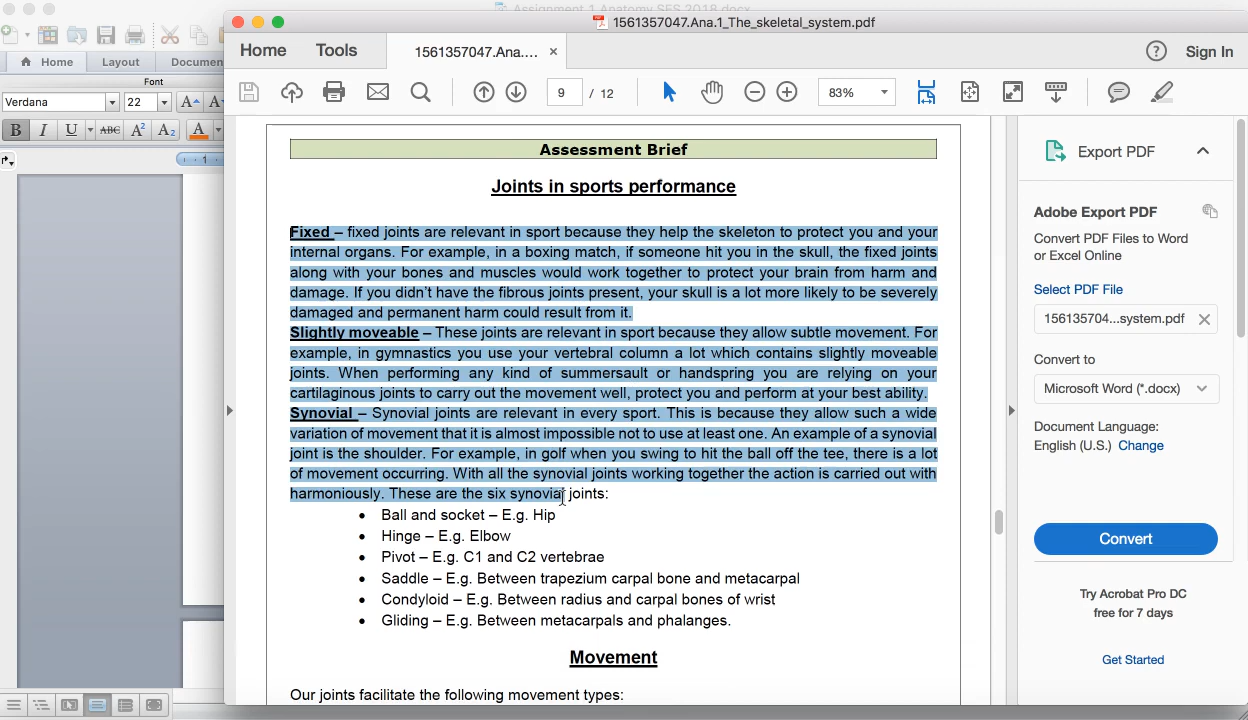 Assignment 1 Anatomy SFS 2018.docx
1561357047.Ana.1_The_skeletal_system.pdf
Home Tools 1561357047.Ana.... × ? Sign In
Home Layout Documen
Font
Verdana 22 A A
B I U ABC A2 A2 A
9 / 12 83%
1
Assessment Brief
Joints in sports performance
Fixed – fixed joints are relevant in sport because they help the skeleton to protect you and your
internal organs. For example, in a boxing match, if someone hit you in the skull, the fixed joints
along with your bones and muscles would work together to protect your brain from harm and
damage. If you didn't have the fibrous joints present, your skull is a lot more likely to be severely
damaged and permanent harm could result from it.
Slightly moveable – These joints are relevant in sport because they allow subtle movement. For
example, in gymnastics you use your vertebral column a lot which contains slightly moveable
joints. When performing any kind of summersault or handspring you are relying on your
cartilaginous joints to carry out the movement well, protect you and perform at your best ability.
Synovial – Synovial joints are relevant in every sport. This is because they allow such a wide
variation of movement that it is almost impossible not to use at least one. An example of a synovial
joint is the shoulder. For example, in golf when you swing to hit the ball off the tee, there is a lot
of movement occurring. With all the synovial joints working together the action is carried out with
harmoniously. These are the six synovial joints:
• Ball and socket – E.g. Hip
• Hinge – E.g. Elbow
• Pivot – E.g. C1 and C2 vertebrae
• Saddle – E.g. Between trapezium carpal bone and metacarpal
• Condyloid – E.g. Between radius and carpal bones of wrist
• Gliding – E.g. Between metacarpals and phalanges.
Movement
Our joints facilitate the following movement types:
Export PDF
Adobe Export PDF
Convert PDF Files to Word
or Excel Online
Select PDF File
156135704...system.pdf
Convert to
Microsoft Word (*.docx)
Document Language:
English (U.S.) Change
Convert
Try Acrobat Pro DC
free for 7 days
Get Started